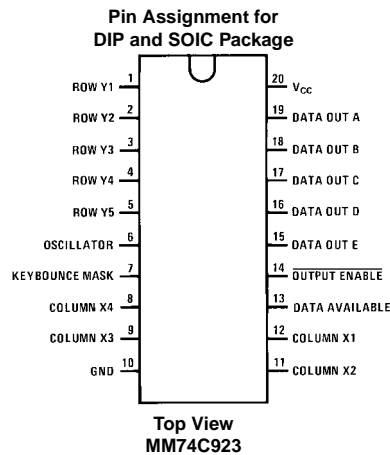 Pin Assignment for
DIP and SOIC Package
ROW Y1 1
20 VCC
ROW Y2 2
19 DATA OUT A
ROW Y3 3
18 DATA OUT B
ROW Y4 4
17 DATA OUT C
ROW Y5 5
16 DATA OUT D
OSCILLATOR 6
15 DATA OUT E
KEYBOUNCE MASK 7
14 OUTPUT ENABLE
COLUMN X4 8
13 DATA AVAILABLE
COLUMN X3 9
12 COLUMN X1
GND 10
11 COLUMN X2
Top View
MM74C923